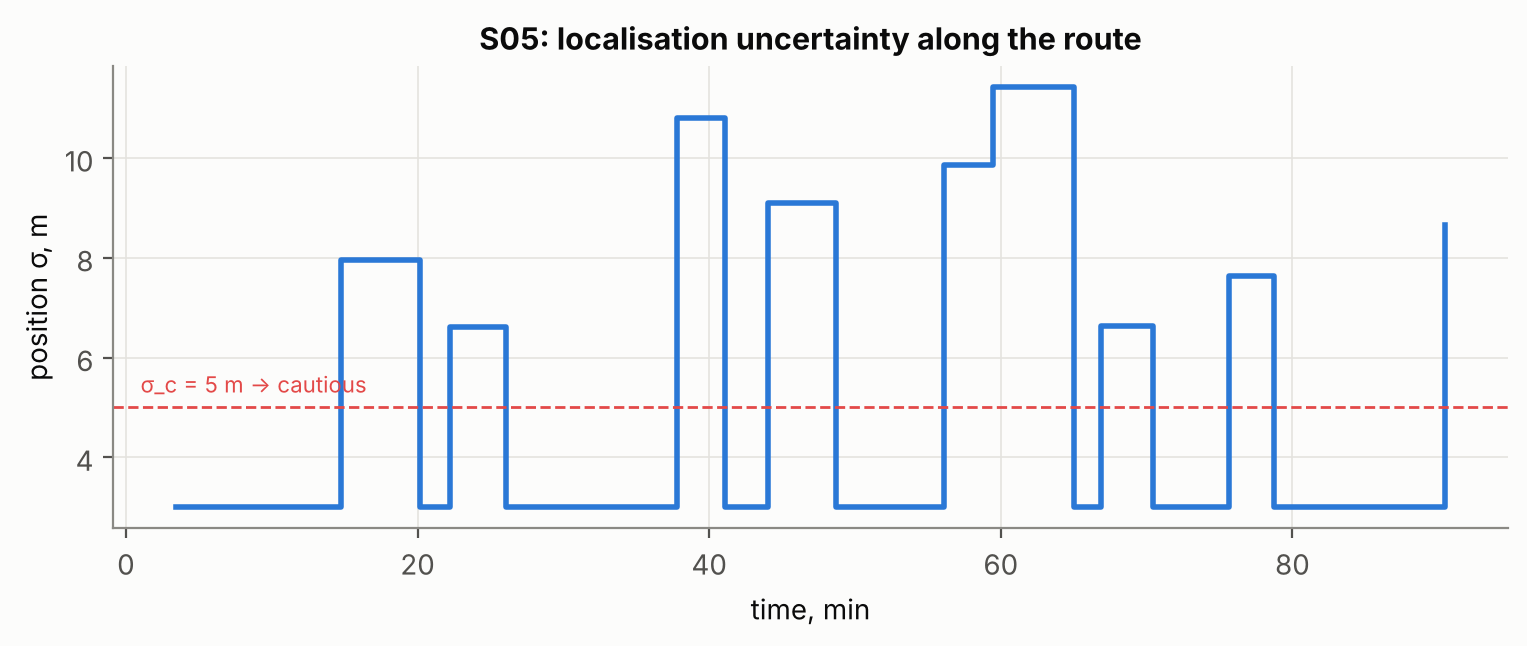 S05: localisation uncertainty along the route
position σ, m
10
8
6
4
σ_c = 5 m → cautious
0 20 40 60 80
time, min